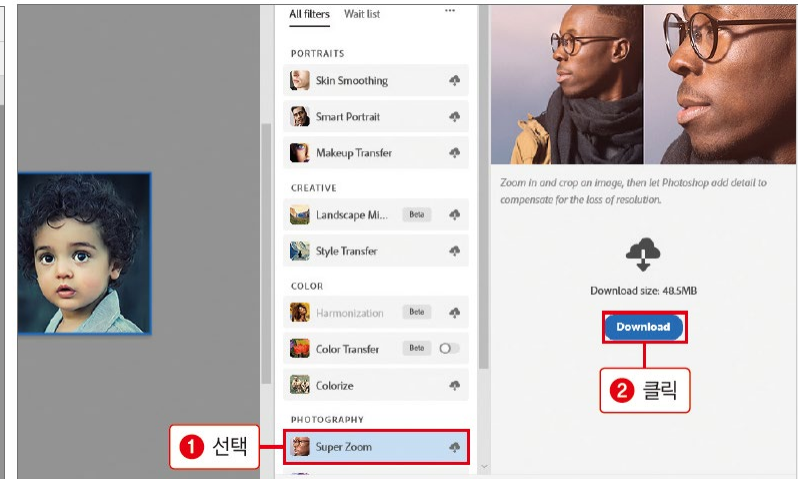 All filters Wait list ...
PORTRAITS
Skin Smoothing
Smart Portrait
Makeup Transfer
CREATIVE
Landscape Mi... Beta
Style Transfer
COLOR
Harmonization Beta
Color Transfer Beta
Colorize
PHOTOGRAPHY
Super Zoom
1 선택
Zoom in and crop an image, then let Photoshop add detail to
compensate for the loss of resolution.
Download size: 48.5MB
Download
2 클릭